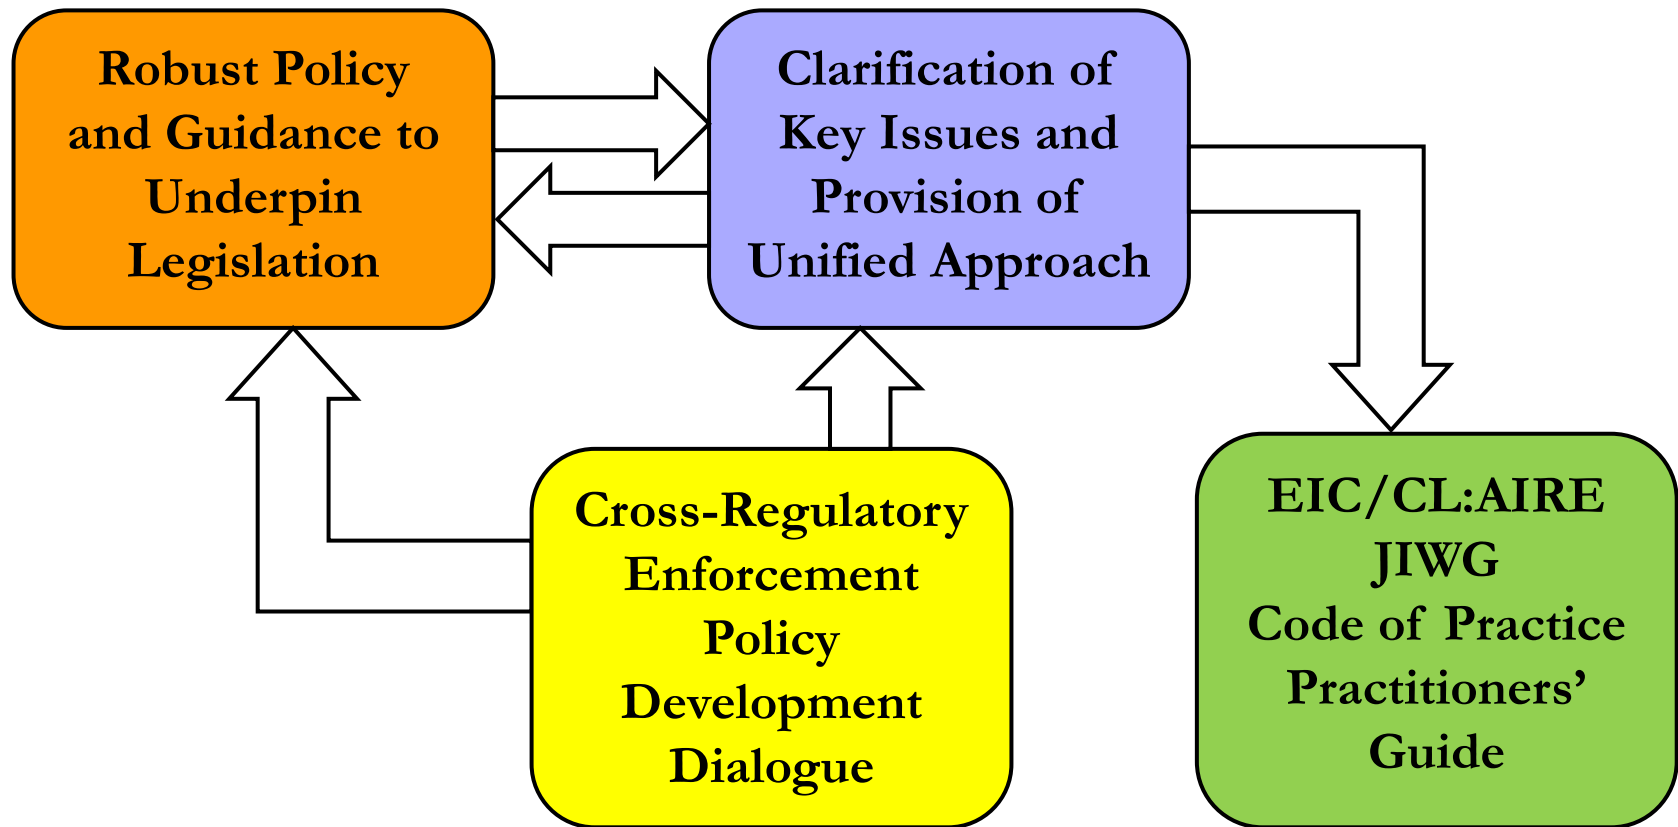 Robust Policy
and Guidance to
Underpin
Legislation
Clarification of
Key Issues and
Provision of
Unified Approach
Cross-Regulatory
Enforcement
Policy
Development
Dialogue
EIC/CL:AIRE
JIWG
Code of Practice
Practitioners’
Guide